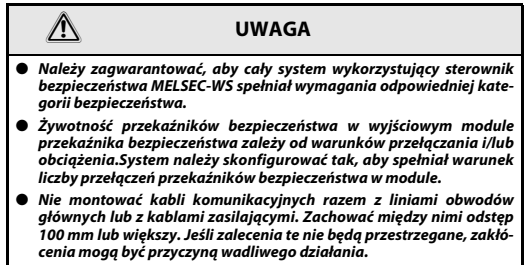 UWAGA
● Należy zagwarantować, aby cały system wykorzystujący sterownik
bezpieczeństwa MELSEC-WS spełniał wymagania odpowiedniej kate-
gorii bezpieczeństwa.
● Żywotność przekaźników bezpieczeństwa w wyjściowym module
przekaźnika bezpieczeństwa zależy od warunków przełączania i/lub
obciążenia.System należy skonfigurować tak, aby spełniał warunek
liczby przełączeń przekaźników bezpieczeństwa w module.
● Nie montować kabli komunikacyjnych razem z liniami obwodów
głównych lub z kablami zasilającymi. Zachować między nimi odstęp
100 mm lub większy. Jeśli zalecenia te nie będą przestrzegane, zakłó-
cenia mogą być przyczyną wadliwego działania.